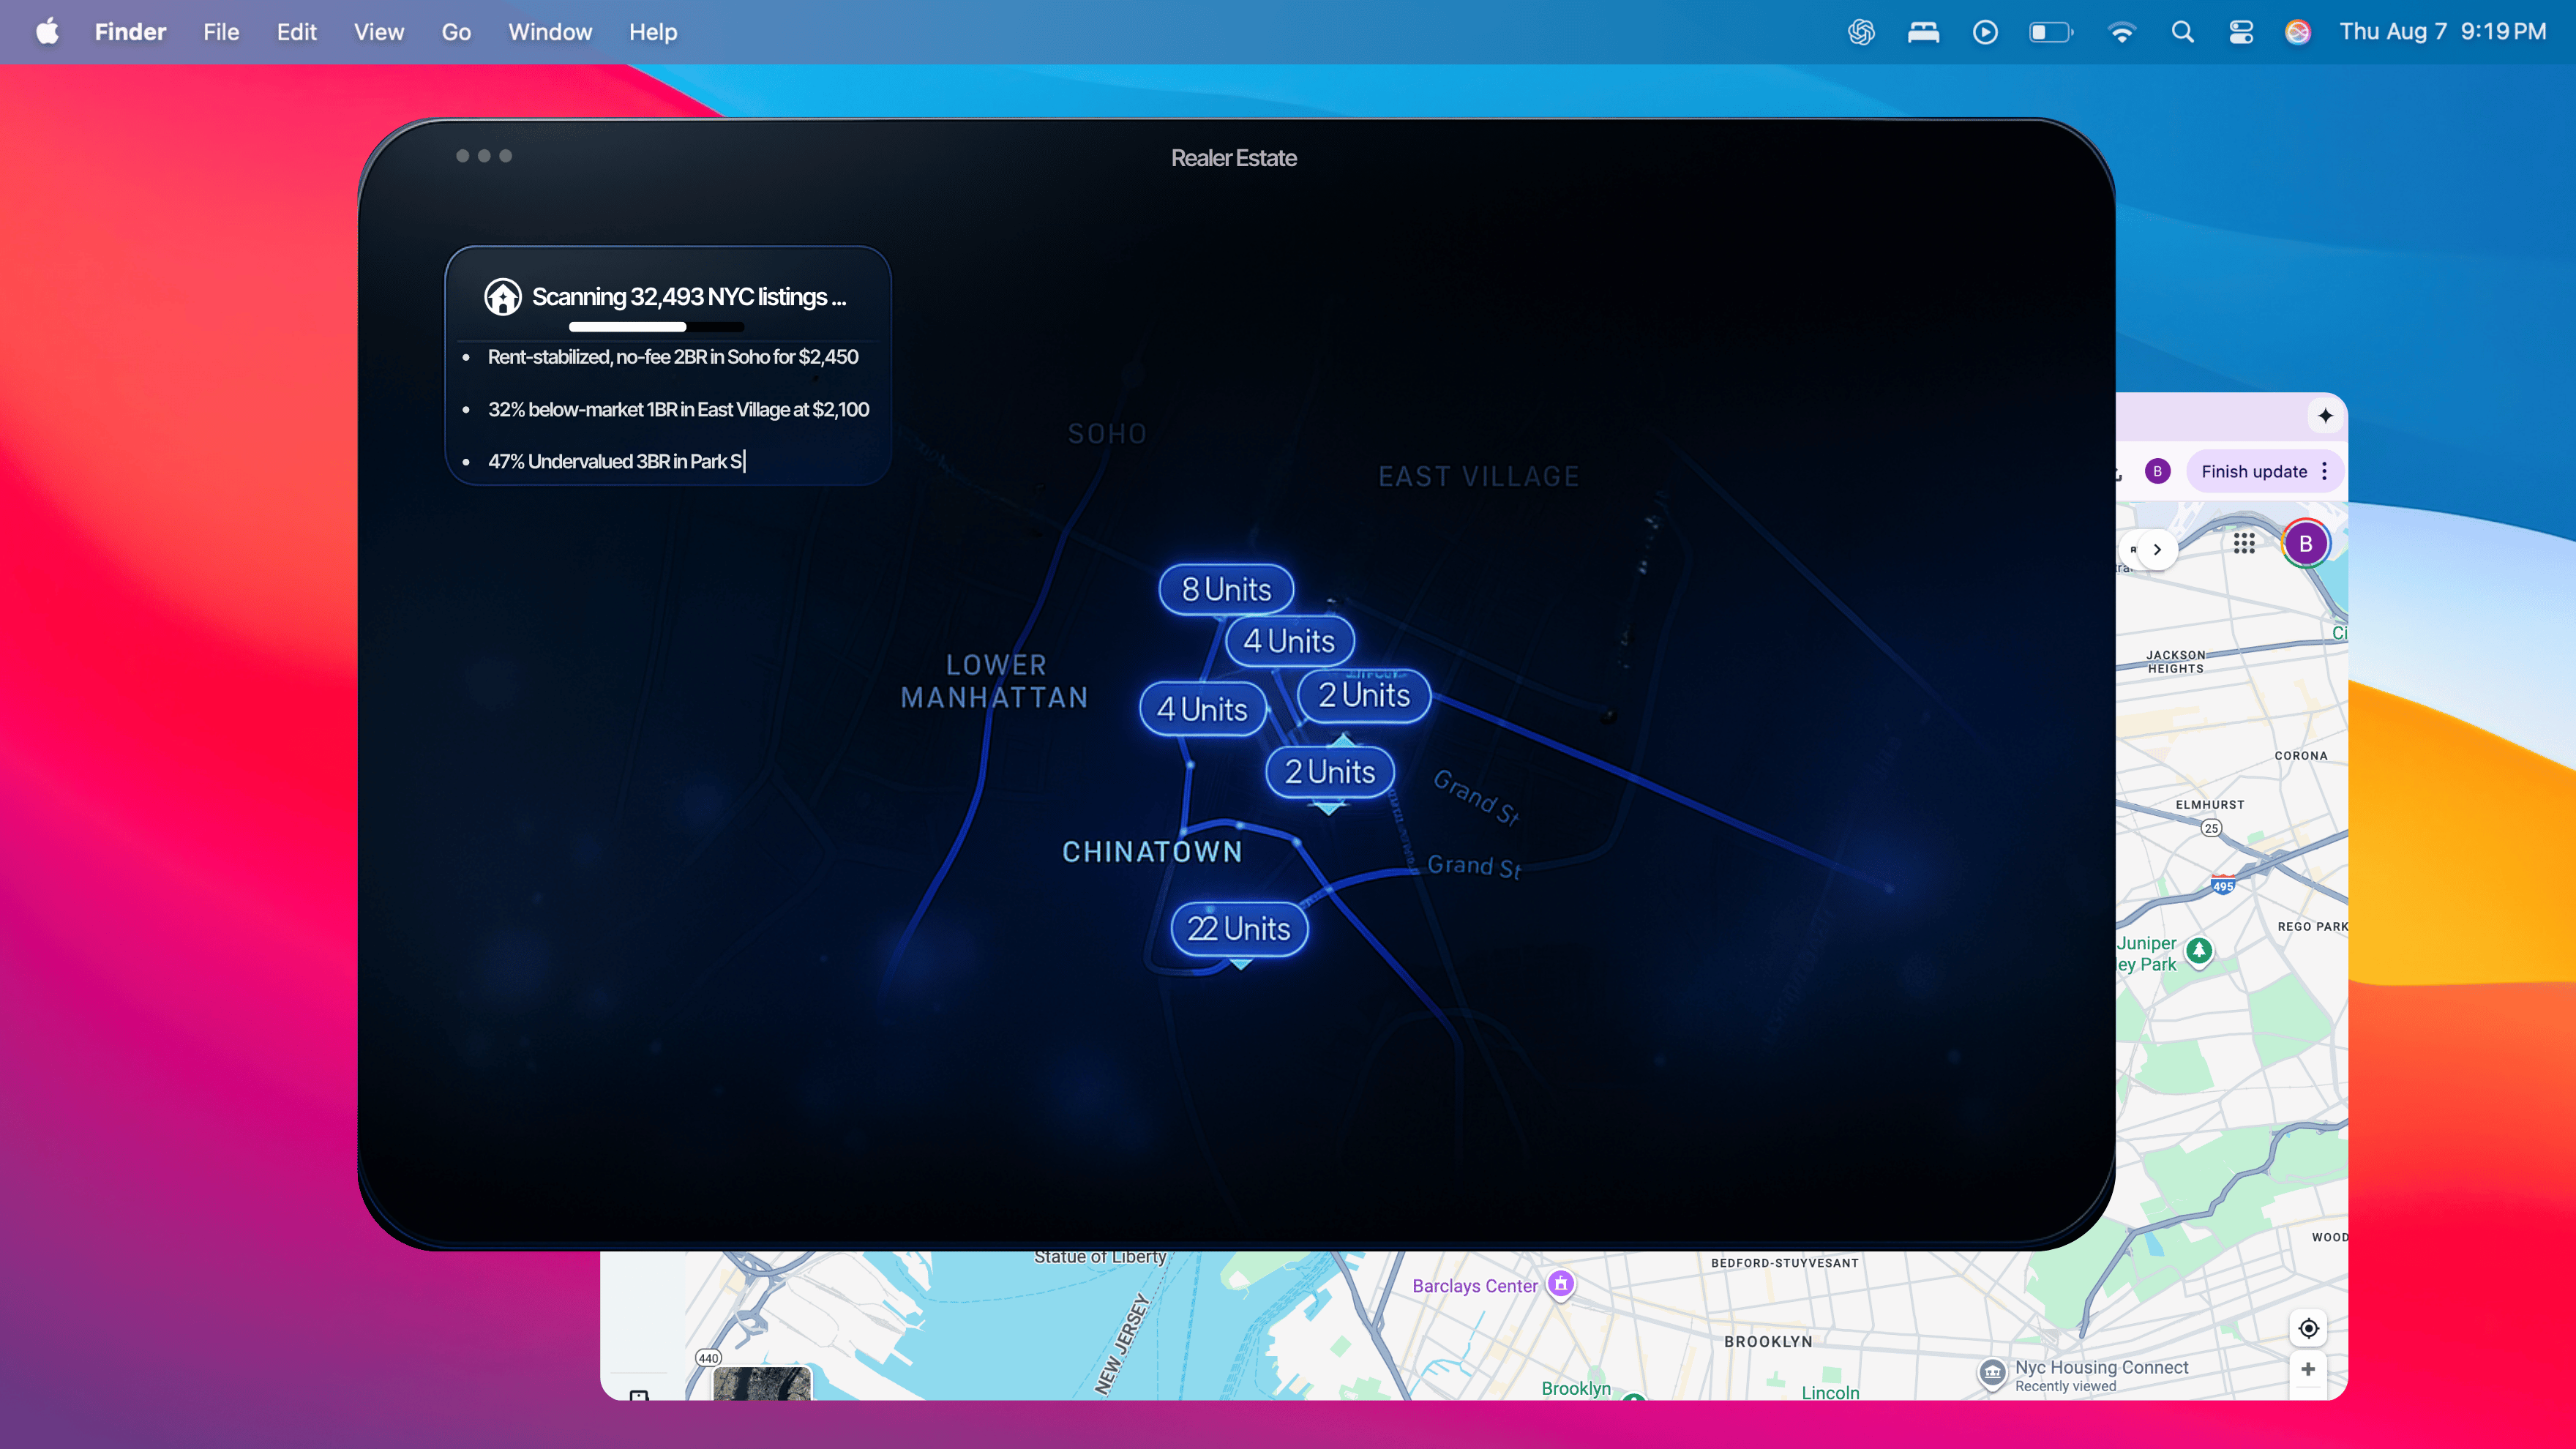 Finder File Edit View Go Window Help Thu Aug 7 9:19 PM
Realer Estate
Scanning 32,493 NYC listings ...
• Rent-stabilized, no-fee 2BR in Soho for $2,450
• 32% below-market 1BR in East Village at $2,100
• 47% Undervalued 3BR in Park S
SOHO
EAST VILLAGE
8 Units
4 Units
LOWER
MANHATTAN
2 Units
4 Units
2 Units
Grand St
CHINATOWN
Grand St
22 Units
B
Finish update
B
Ci
JACKSON
HEIGHTS
CORONA
ELMHURST
25
495
REGO PARK
Juniper
ley Park
WOOD
Statue of Liberty
BEDFORD-STUYVESANT
Barclays Center
NEW JERSEY
BROOKLYN
440
Nyc Housing Connect
Recently viewed
Brooklyn
Lincoln